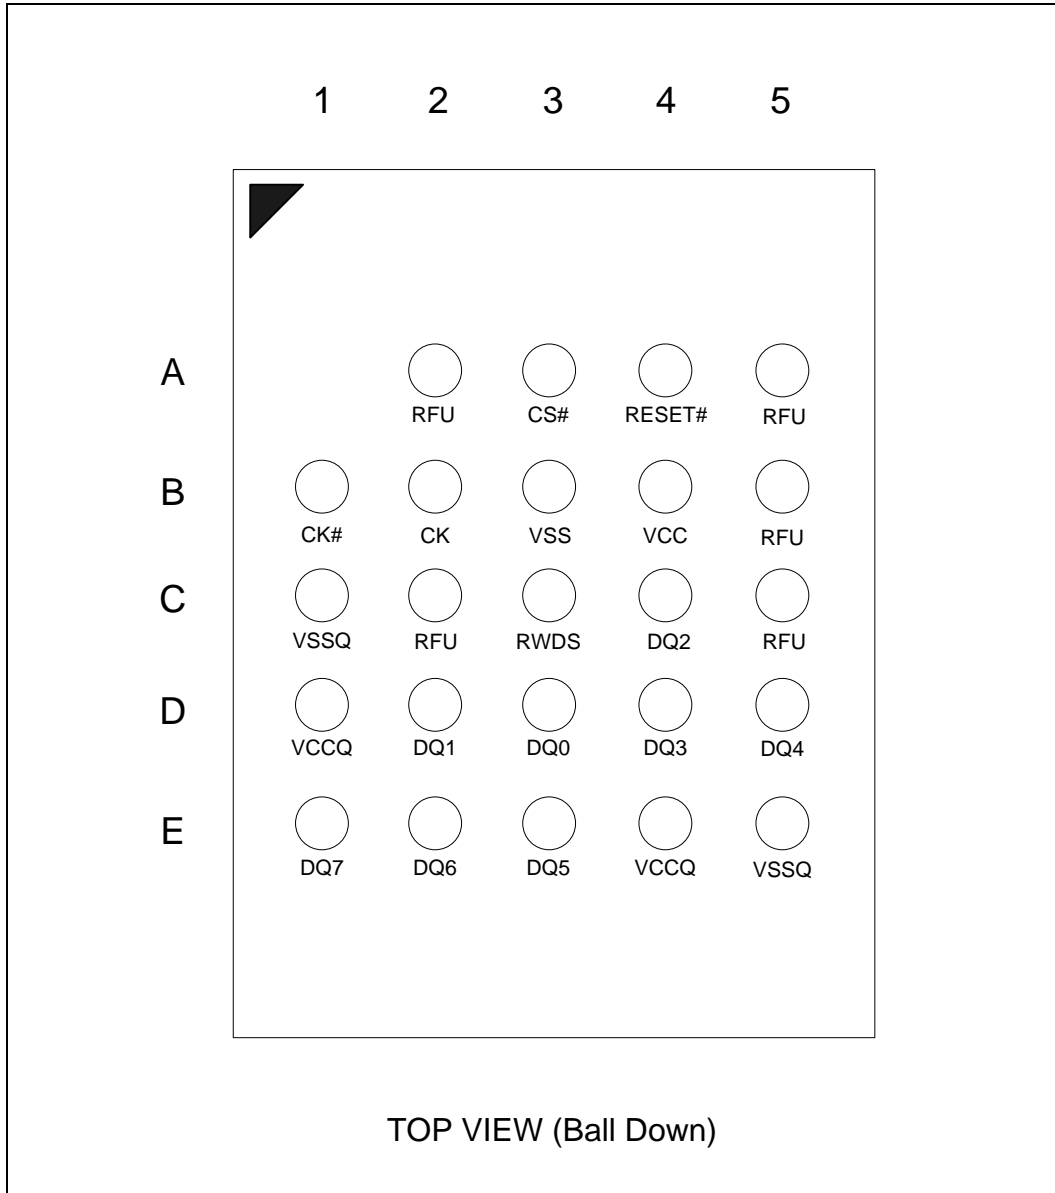 1 2 3 4 5
A
RFU CS# RESET# RFU
B
CK# CK VSS VCC RFU
C
VSSQ RFU RWDS DQ2 RFU
D
VCCQ DQ1 DQ0 DQ3 DQ4
E
DQ7 DQ6 DQ5 VCCQ VSSQ
TOP VIEW (Ball Down)